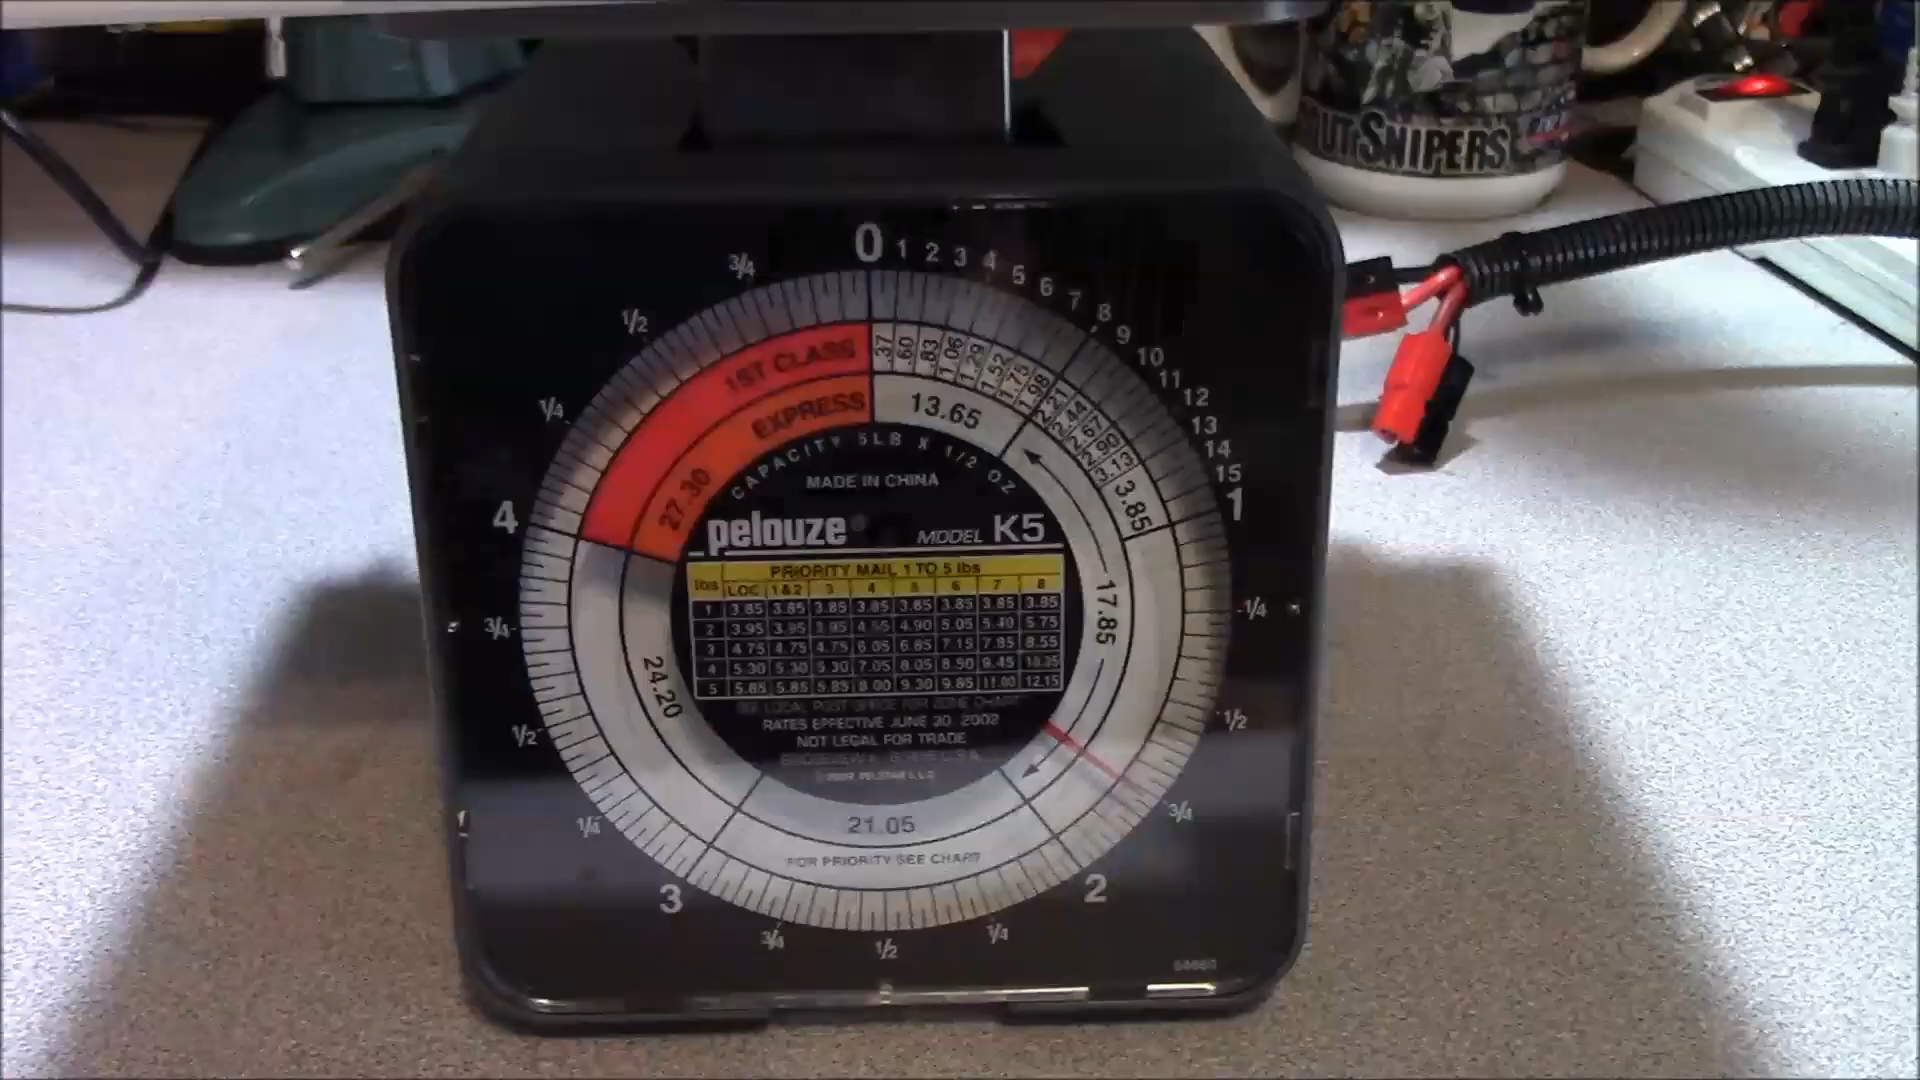 UT SNIPERS
0 1 2 3 4 5 6 7 8 9 10 11 12 13 14 15 1
1/4
1/2
3/4
2
1/4
1/2
3/4
3
1/4
1/2
3/4
4
1/4
1/2
3/4
1ST CLASS
.37 .60 .83 1.06 1.29 1.52 1.75 1.98 2.21 2.44 2.67 2.90 3.13 3.85
EXPRESS
13.65
17.85
21.05
24.20
27.30
FOR PRIORITY SEE CHART
CAPACITY 5LB X 1/2 OZ
MADE IN CHINA
pelouze®
MODEL K5
PRIORITY MAIL 1 TO 5 lbs
lbs LOC 1&2 3 4 5 6 7 8
1 3.85 3.85 3.85 3.85 3.85 3.85 3.85 3.85
2 3.95 3.95 3.95 4.55 4.90 5.05 5.40 5.75
3 4.75 4.75 4.75 6.05 6.85 7.15 7.85 8.55
4 5.30 5.30 5.30 7.05 8.05 8.50 9.45 10.35
5 5.85 5.85 5.85 8.00 9.30 9.85 11.00 12.15
SEE LOCAL POST OFFICE FOR ZONE CHART
RATES EFFECTIVE JUNE 30, 2002
NOT LEGAL FOR TRADE